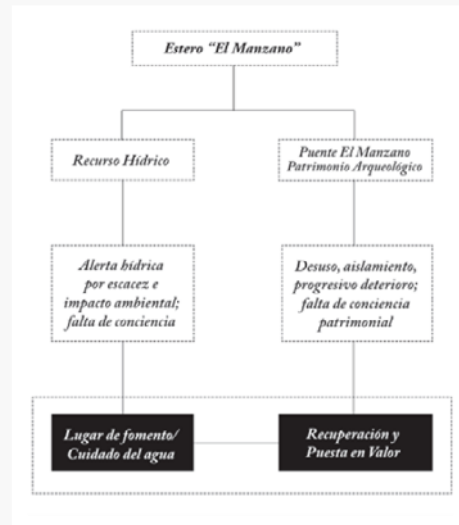 Estero “El Manzano”
Recurso Hídrico
Puente El Manzano
Patrimonio Arqueológico
Alerta hídrica
por escacez e
impacto ambiental;
falta de conciencia
Desuso, aislamiento,
progresivo deterioro;
falta de conciencia
patrimonial
Lugar de fomento/
Cuidado del agua
Recuperación y
Puesta en Valor